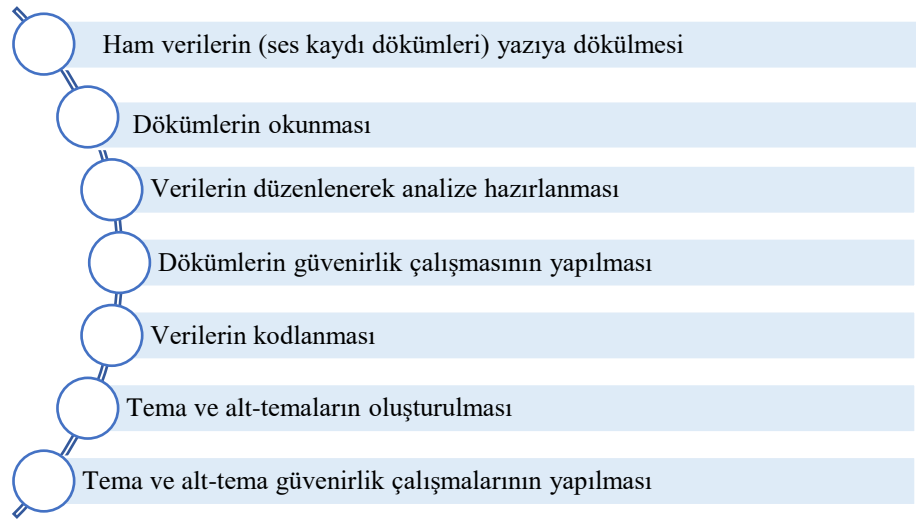 Ham verilerin (ses kaydı dökümleri) yazıya dökülmesi
Dökümlerin okunması
Verilerin düzenlenerek analize hazırlanması
Dökümlerin güvenirlik çalışmasının yapılması
Verilerin kodlanması
Tema ve alt-temaların oluşturulması
Tema ve alt-tema güvenirlik çalışmalarının yapılması